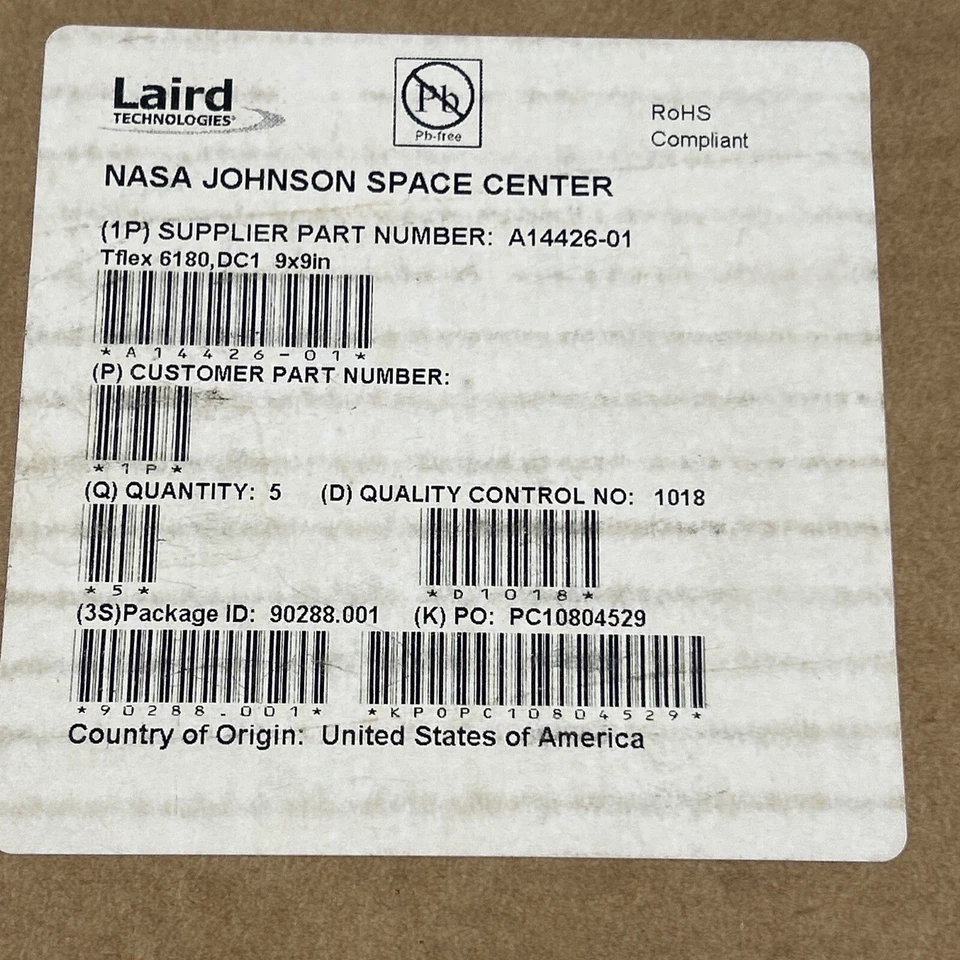 Laird
TECHNOLOGIES®
Pb
Pb-free
RoHS
Compliant
NASA JOHNSON SPACE CENTER
(1P) SUPPLIER PART NUMBER: A14426-01
Tflex 6180,DC1 9x9in
*A14426-01*
(P) CUSTOMER PART NUMBER:
*1P*
(Q) QUANTITY: 5 (D) QUALITY CONTROL NO: 1018
*5* *D1018*
(3S)Package ID: 90288.001 (K) PO: PC10804529
*90288.001* *KPOPC10804529*
Country of Origin: United States of America